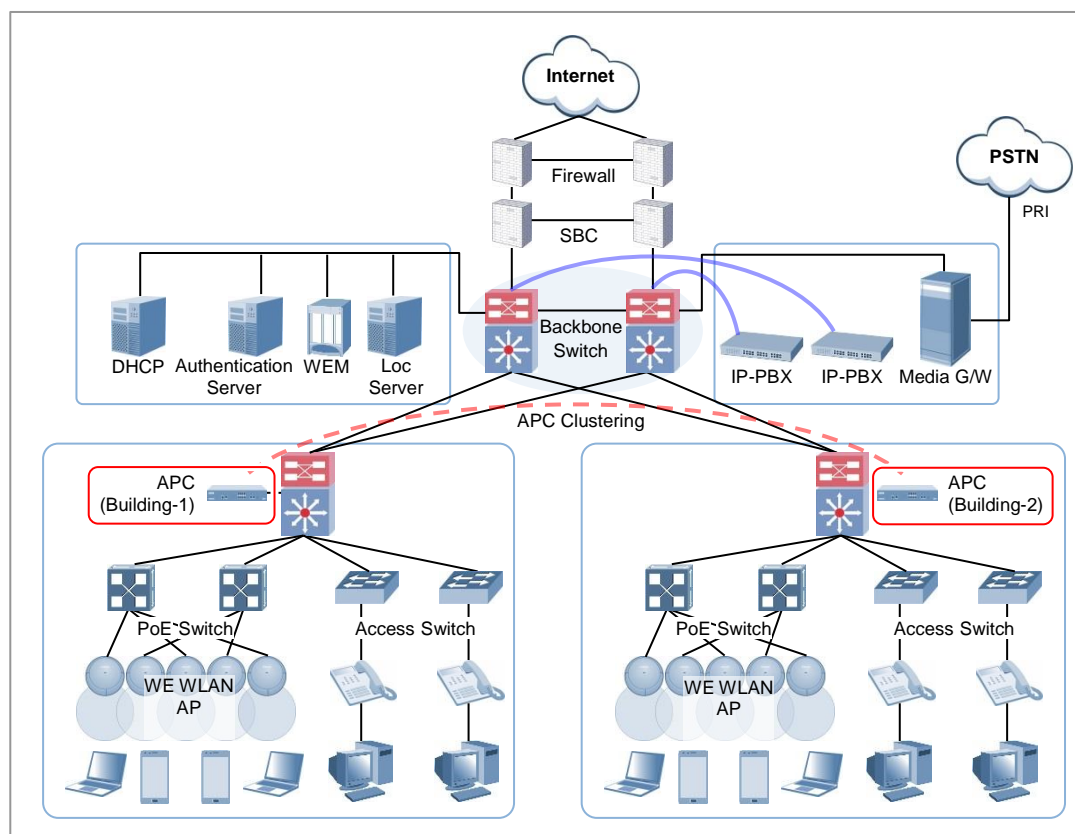 Internet
PSTN
Firewall
PRI
SBC
Backbone
Switch
DHCP
Authentication
Server
WEM
Loc
Server
IP-PBX
IP-PBX
Media G/W
APC Clustering
APC
(Building-1)
APC
(Building-2)
PoE Switch
Access Switch
PoE Switch
Access Switch
WE WLAN
AP
WE WLAN
AP